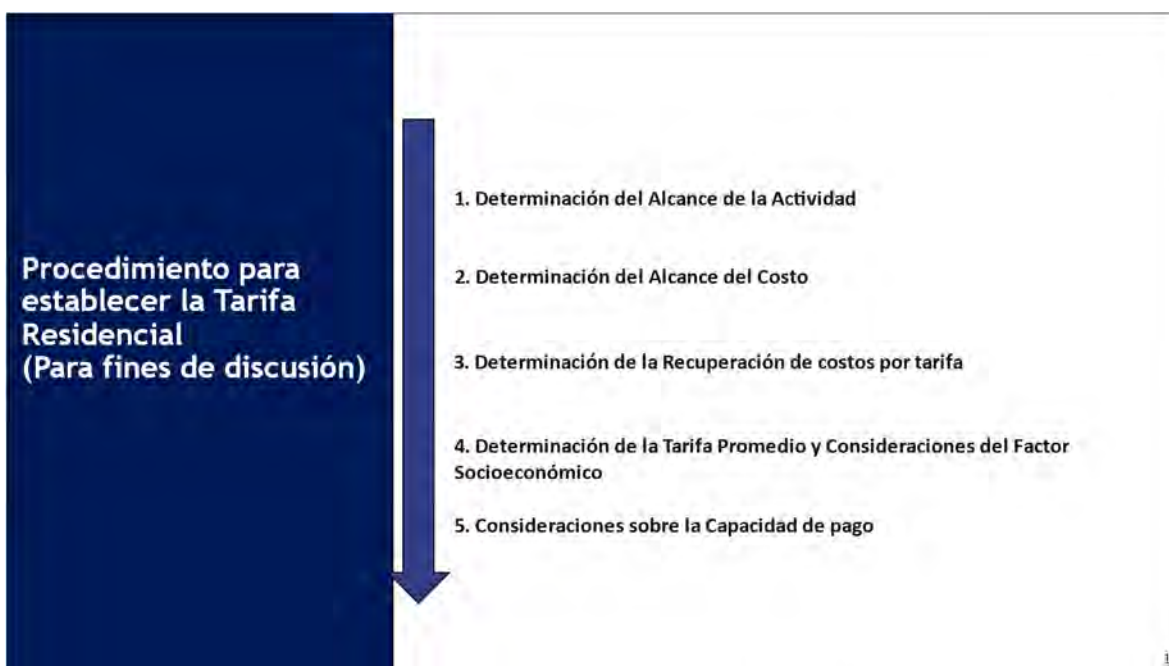 Procedimiento para
establecer la Tarifa
Residencial
(Para fines de discusión)
1. Determinación del Alcance de la Actividad
2. Determinación del Alcance del Costo
3. Determinación de la Recuperación de costos por tarifa
4. Determinación de la Tarifa Promedio y Consideraciones del Factor
Socioeconómico
5. Consideraciones sobre la Capacidad de pago